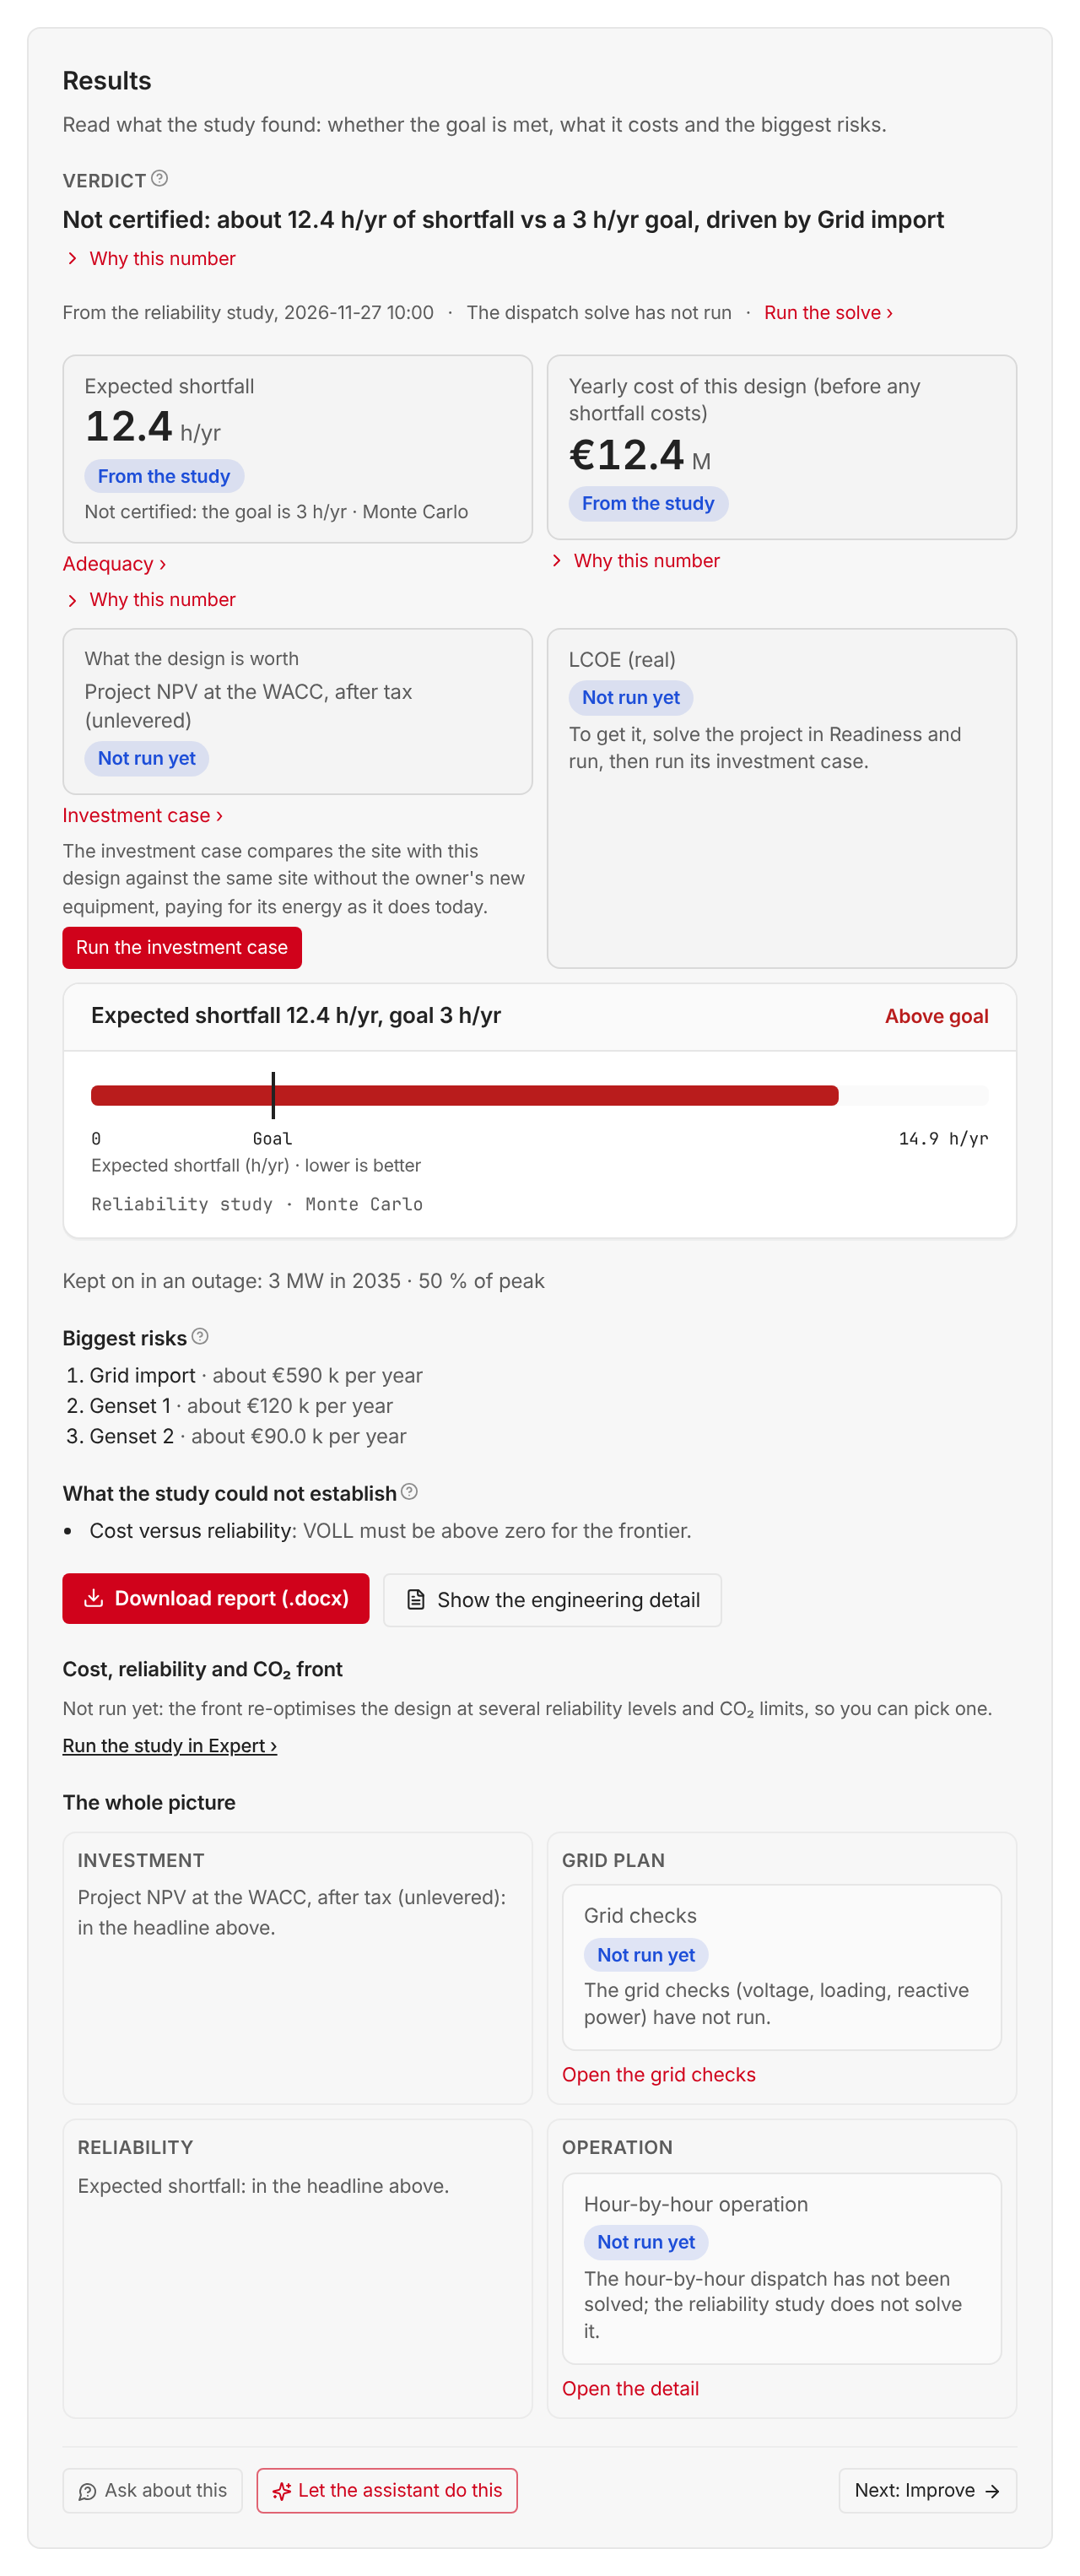 Results
Read what the study found: whether the goal is met, what it costs and the biggest risks.
VERDICT
Not certified: about 12.4 h/yr of shortfall vs a 3 h/yr goal, driven by Grid import
Why this number
From the reliability study, 2026-11-27 10:00 · The dispatch solve has not run · Run the solve ›
Expected shortfall
12.4 h/yr
From the study
Not certified: the goal is 3 h/yr · Monte Carlo
Adequacy ›
Why this number
Yearly cost of this design (before any
shortfall costs)
€12.4 M
From the study
Why this number
What the design is worth
Project NPV at the WACC, after tax
(unlevered)
Not run yet
Investment case ›
The investment case compares the site with this
design against the same site without the owner's new
equipment, paying for its energy as it does today.
Run the investment case
LCOE (real)
Not run yet
To get it, solve the project in Readiness and
run, then run its investment case.
Expected shortfall 12.4 h/yr, goal 3 h/yr
Above goal
0 Goal 14.9 h/yr
Expected shortfall (h/yr) · lower is better
Reliability study · Monte Carlo
Kept on in an outage: 3 MW in 2035 · 50 % of peak
Biggest risks
1. Grid import · about €590 k per year
2. Genset 1 · about €120 k per year
3. Genset 2 · about €90.0 k per year
What the study could not establish
• Cost versus reliability: VOLL must be above zero for the frontier.
Download report (.docx)
Show the engineering detail
Cost, reliability and CO₂ front
Not run yet: the front re-optimises the design at several reliability levels and CO₂ limits, so you can pick one.
Run the study in Expert ›
The whole picture
INVESTMENT
Project NPV at the WACC, after tax (unlevered):
in the headline above.
GRID PLAN
Grid checks
Not run yet
The grid checks (voltage, loading, reactive
power) have not run.
Open the grid checks
RELIABILITY
Expected shortfall: in the headline above.
OPERATION
Hour-by-hour operation
Not run yet
The hour-by-hour dispatch has not been
solved; the reliability study does not solve
it.
Open the detail
Ask about this
Let the assistant do this
Next: Improve →